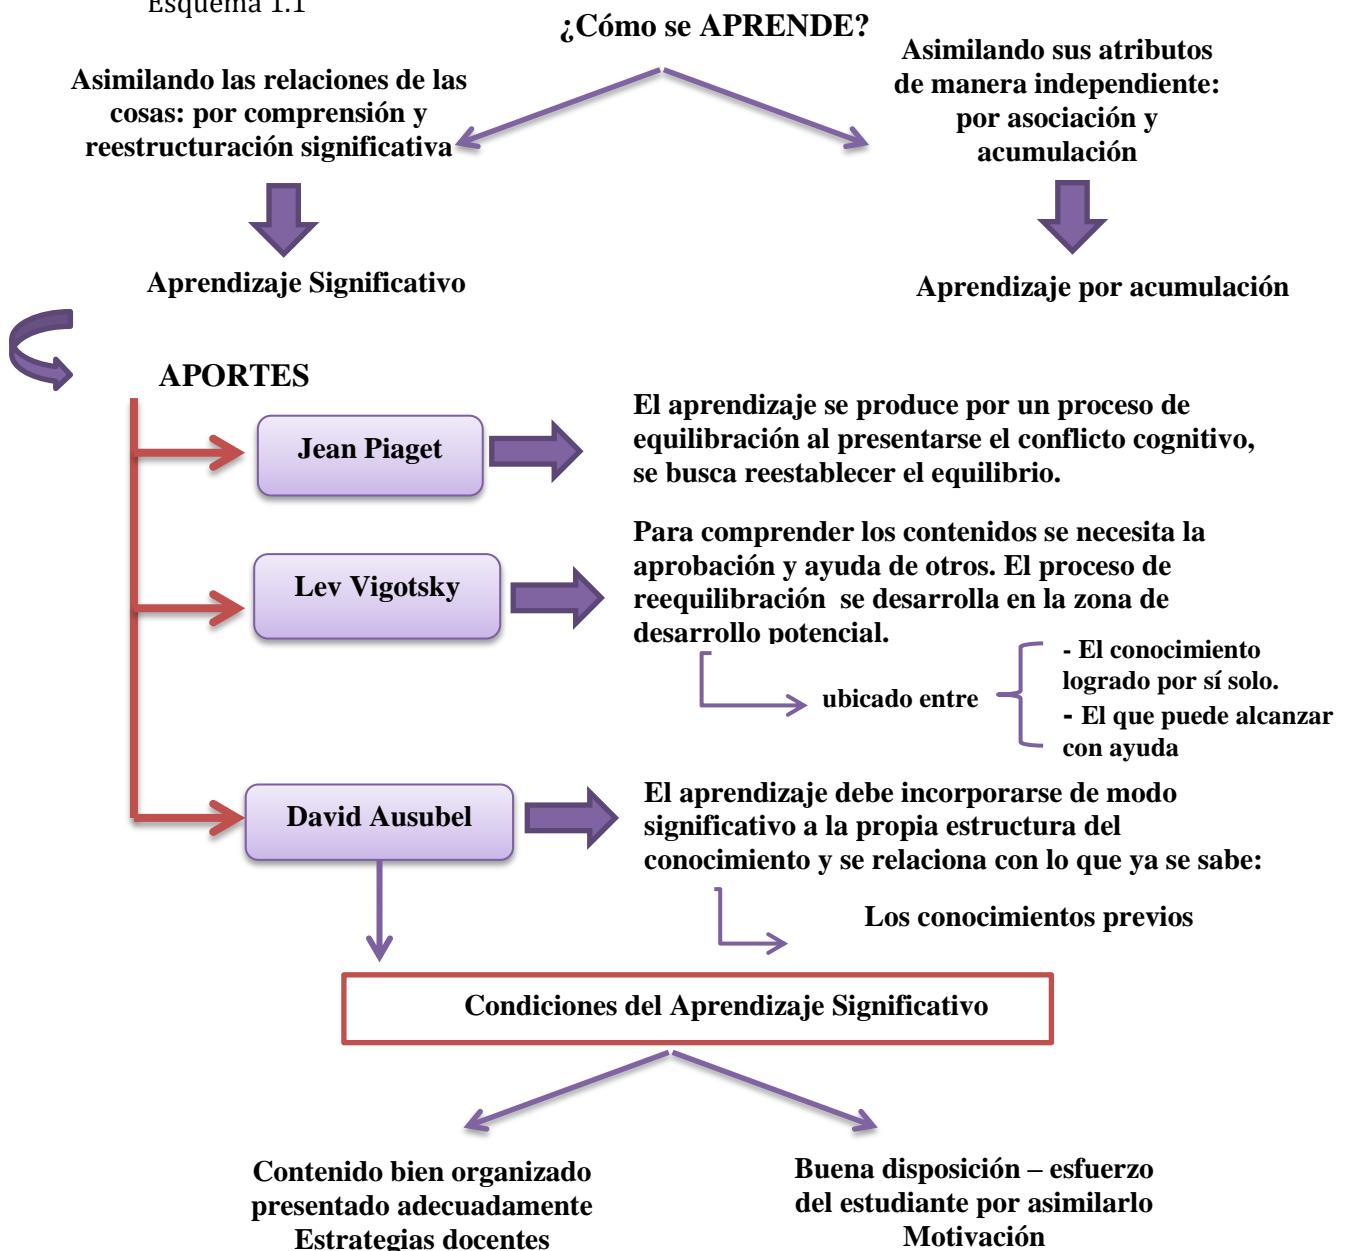 Esquema 1.1
¿Cómo se APRENDE?
Asimilando las relaciones de las
cosas: por comprensión y
reestructuración significativa
Asimilando sus atributos
de manera independiente:
por asociación y
acumulación
Aprendizaje Significativo
Aprendizaje por acumulación
APORTES
Jean Piaget
El aprendizaje se produce por un proceso de
equilibración al presentarse el conflicto cognitivo,
se busca reestablecer el equilibrio.
Lev Vigotsky
Para comprender los contenidos se necesita la
aprobación y ayuda de otros. El proceso de
reequilibración se desarrolla en la zona de
desarrollo potencial.
ubicado entre
- El conocimiento
logrado por sí solo.
- El que puede alcanzar
con ayuda
David Ausubel
El aprendizaje debe incorporarse de modo
significativo a la propia estructura del
conocimiento y se relaciona con lo que ya se sabe:
Los conocimientos previos
Condiciones del Aprendizaje Significativo
Contenido bien organizado
presentado adecuadamente
Estrategias docentes
Buena disposición – esfuerzo
del estudiante por asimilarlo
Motivación